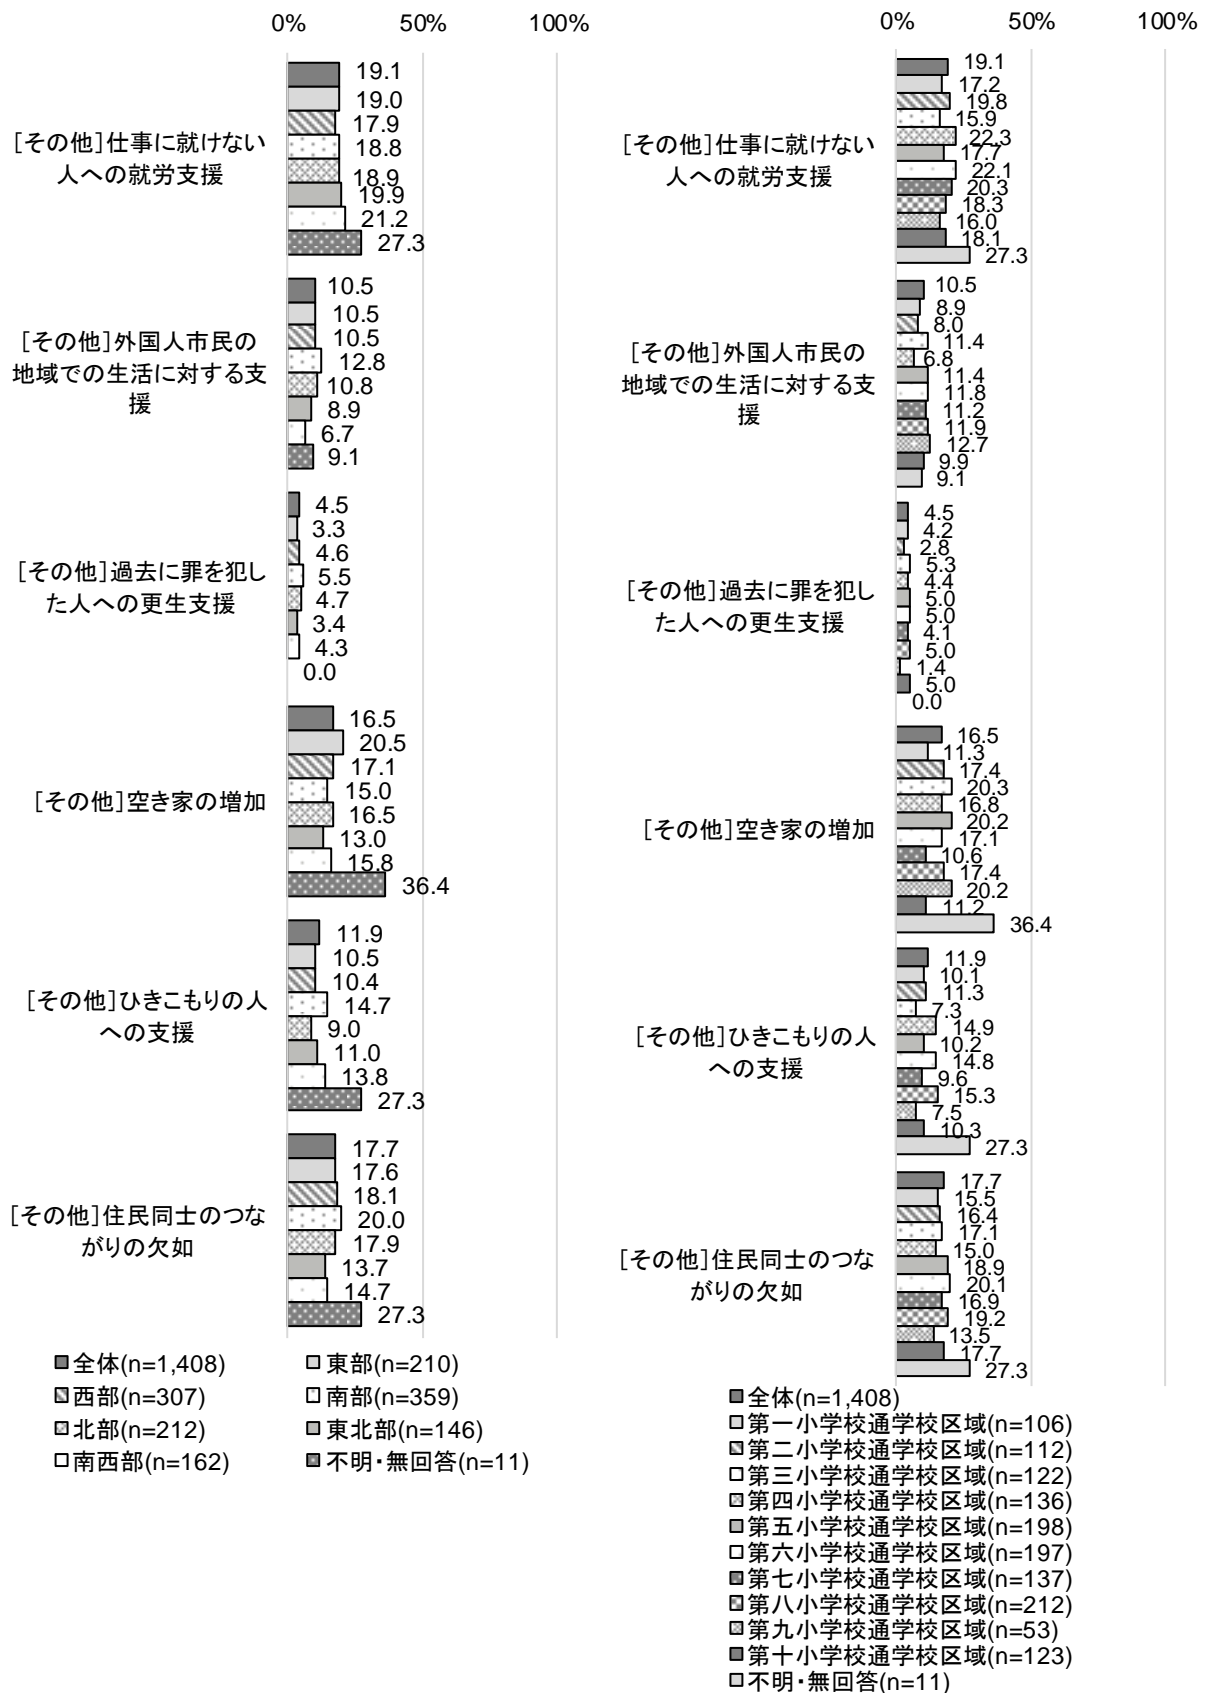 0% 50% 100%
[その他]仕事に就けない
人への就労支援
19.1
19.0
17.9
18.8
18.9
19.9
21.2
27.3
[その他]外国人市民の
地域での生活に対する支
援
10.5
10.5
10.5
12.8
10.8
8.9
6.7
9.1
[その他]過去に罪を犯し
た人への更生支援
4.5
3.3
4.6
5.5
4.7
3.4
4.3
0.0
[その他]空き家の増加
16.5
20.5
17.1
15.0
16.5
13.0
15.8
36.4
[その他]ひきこもりの人
への支援
11.9
10.5
10.4
14.7
9.0
11.0
13.8
27.3
[その他]住民同士のつな
がりの欠如
17.7
17.6
18.1
20.0
17.9
13.7
14.7
27.3
全体(n=1,408) 東部(n=210)
西部(n=307) 南部(n=359)
北部(n=212) 東北部(n=146)
南西部(n=162) 不明・無回答(n=11)
0% 50% 100%
[その他]仕事に就けない
人への就労支援
19.1
17.2
19.8
15.9
22.3
17.7
22.1
20.3
18.3
16.0
18.1
27.3
[その他]外国人市民の
地域での生活に対する支
援
10.5
8.9
8.0
11.4
6.8
11.4
11.8
11.2
11.9
12.7
9.9
9.1
[その他]過去に罪を犯し
た人への更生支援
4.5
4.2
2.8
5.3
4.4
5.0
5.0
4.1
5.0
1.4
5.0
0.0
[その他]空き家の増加
16.5
11.3
17.4
20.3
16.8
20.2
17.1
10.6
17.4
20.2
11.2
36.4
[その他]ひきこもりの人
への支援
11.9
10.1
11.3
7.3
14.9
10.2
14.8
9.6
15.3
7.5
10.3
27.3
[その他]住民同士のつな
がりの欠如
17.7
15.5
16.4
17.1
15.0
18.9
20.1
16.9
19.2
13.5
17.7
27.3
全体(n=1,408)
第一小学校通学校区域(n=106)
第二小学校通学校区域(n=112)
第三小学校通学校区域(n=122)
第四小学校通学校区域(n=136)
第五小学校通学校区域(n=198)
第六小学校通学校区域(n=197)
第七小学校通学校区域(n=137)
第八小学校通学校区域(n=212)
第九小学校通学校区域(n=53)
第十小学校通学校区域(n=123)
不明・無回答(n=11)